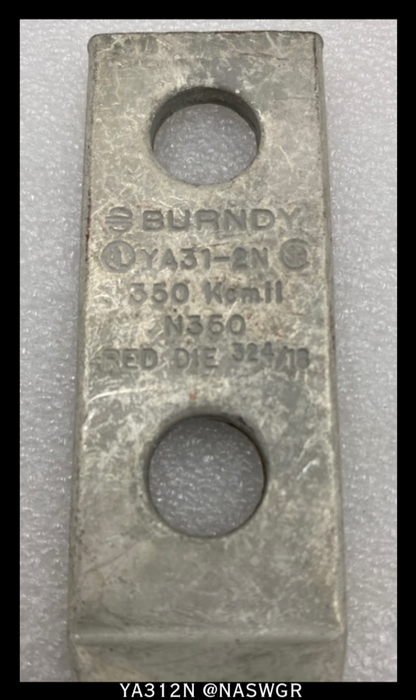 BURNDY
YA31-2N
350 Kcmil
N350
RED DIE 324/18
YA312N @NASWGR